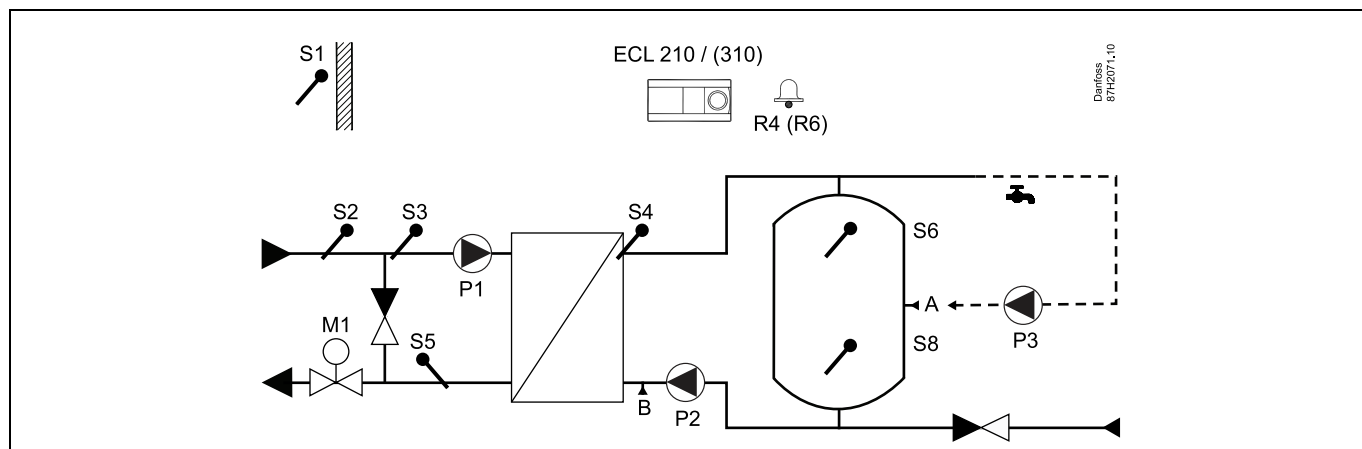 S1
ECL 210 / (310)
R4 (R6)
Danfoss
87H2071.10
S2
S3
S4
S6
P1
A
P3
M1
S5
S8
B
P2